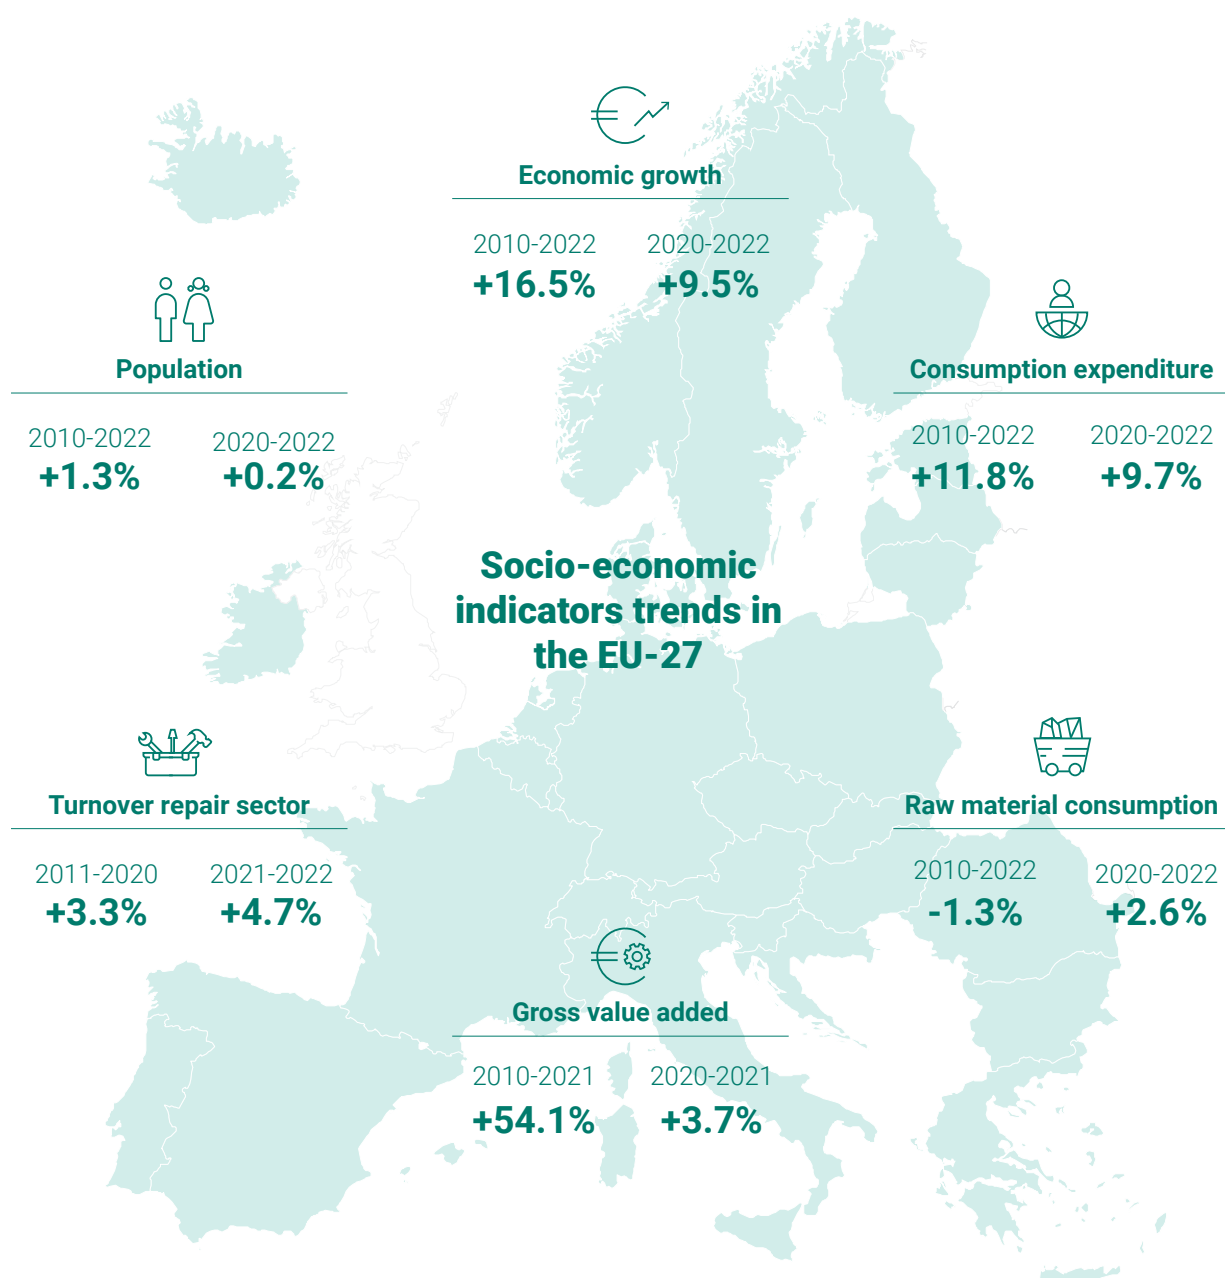 Economic growth
2010-2022 2020-2022
+16.5% +9.5%
Population
2010-2022 2020-2022
+1.3% +0.2%
Consumption expenditure
2010-2022 2020-2022
+11.8% +9.7%
Socio-economic
indicators trends in
the EU-27
Turnover repair sector
2011-2020 2021-2022
+3.3% +4.7%
Raw material consumption
2010-2022 2020-2022
-1.3% +2.6%
Gross value added
2010-2021 2020-2021
+54.1% +3.7%